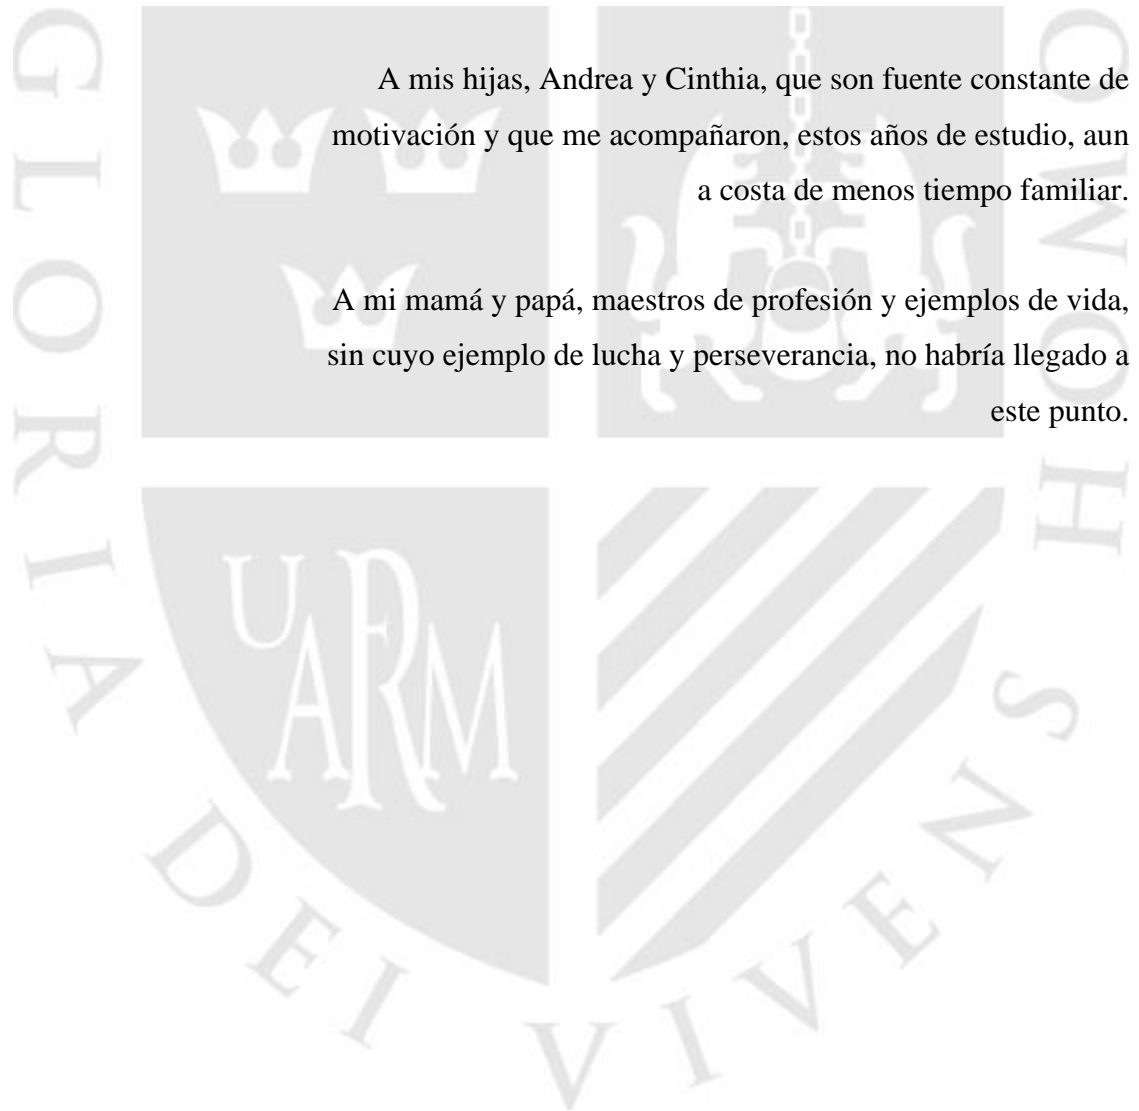 A mis hijas, Andrea y Cinthia, que son fuente constante de
motivación y que me acompañaron, estos años de estudio, aun
a costa de menos tiempo familiar.
A mi mamá y papá, maestros de profesión y ejemplos de vida,
sin cuyo ejemplo de lucha y perseverancia, no habría llegado a
este punto.
GLORIA DEI VIVENS HOMO
UARM